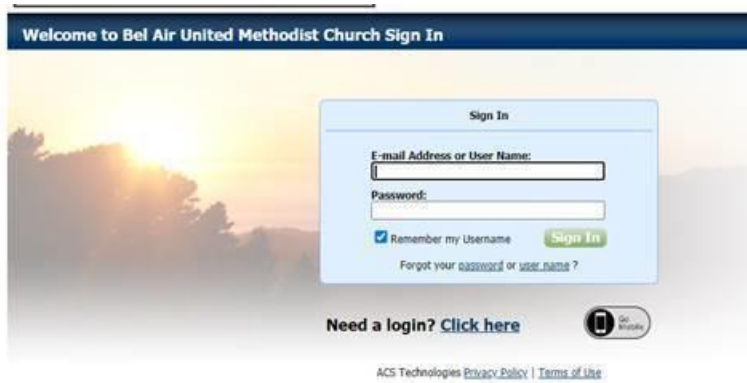 Welcome to Bel Air United Methodist Church Sign In
Sign In
E-mail Address or User Name:
Password:
Remember my Username Sign In
Forgot your password or user name ?
Need a login? Click here Go Mobile
ACS Technologies Privacy Policy | Terms of Use